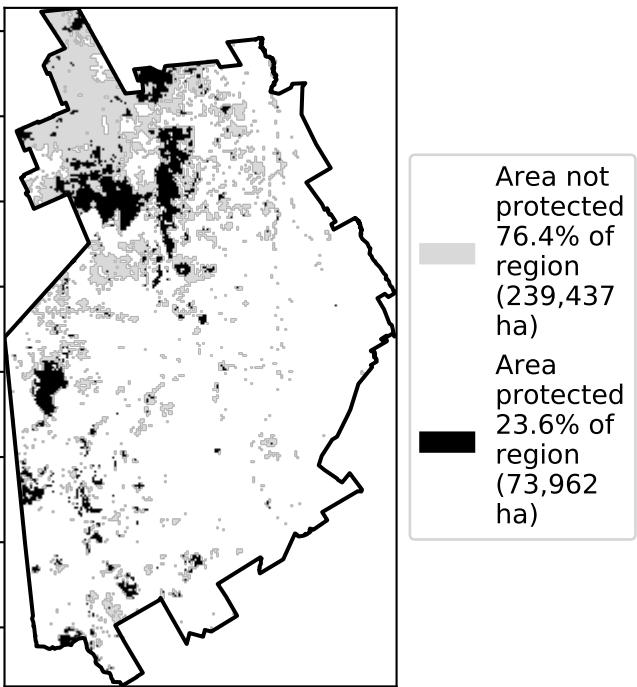 Area not
protected
76.4% of
region
(239,437
ha)
Area
protected
23.6% of
region
(73,962
ha)